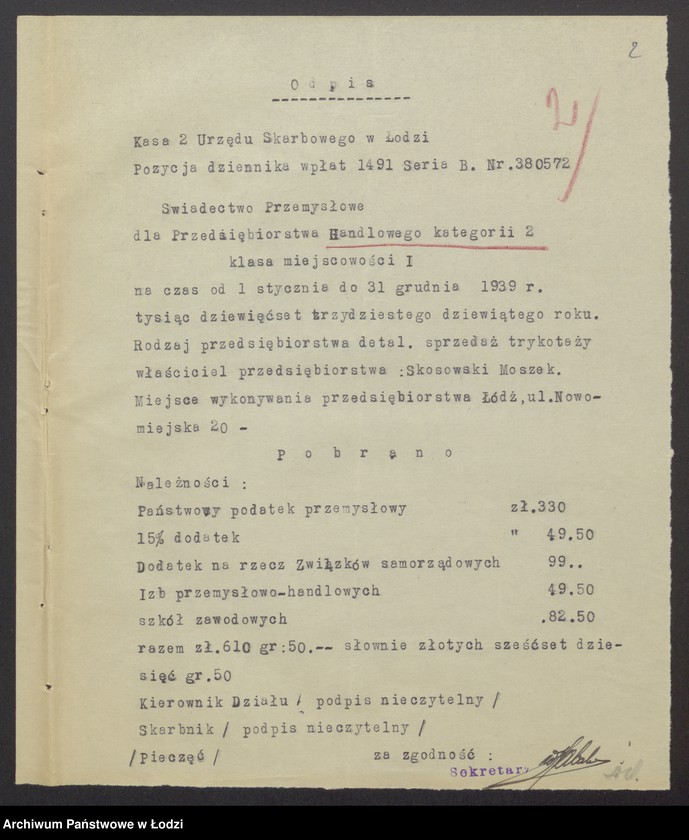 2
O d p i s
2/
Kasa 2 Urzędu Skarbowego w Łodzi
Pozycja dziennika wpłat 1491 Seria B. Nr.380572
Swiadectwo Przemysłowe
dla Przedsiębiorstwa Handlowego kategorii 2
klasa miejscowości I
na czas od 1 stycznia do 31 grudnia 1939 r.
tysiąc dziewięćset trzydziestego dziewiątego roku.
Rodzaj przedsiębiorstwa detal. sprzedaż trykotaży
właściciel przedsiębiorstwa :Skosowski Moszek.
Miejsce wykonywania przedsiębiorstwa Łódź,ul.Nowo-
miejska 20 -
P o b r a n o
Należności :
Państwowy podatek przemysłowy zł.330
15% dodatek " 49.50
Dodatek na rzecz Związków samorządowych 99..
Izb przemysłowo-handlowych 49.50
szkół zawodowych .82.50
razem zł.610 gr:50.-- słownie złotych sześćset dzie-
sięć gr.50
Kierownik Działu / podpis nieczytelny /
Skarbnik / podpis nieczytelny /
/Pieczęć / za zgodność :
Sekretarz
Archiwum Państwowe w Łodzi